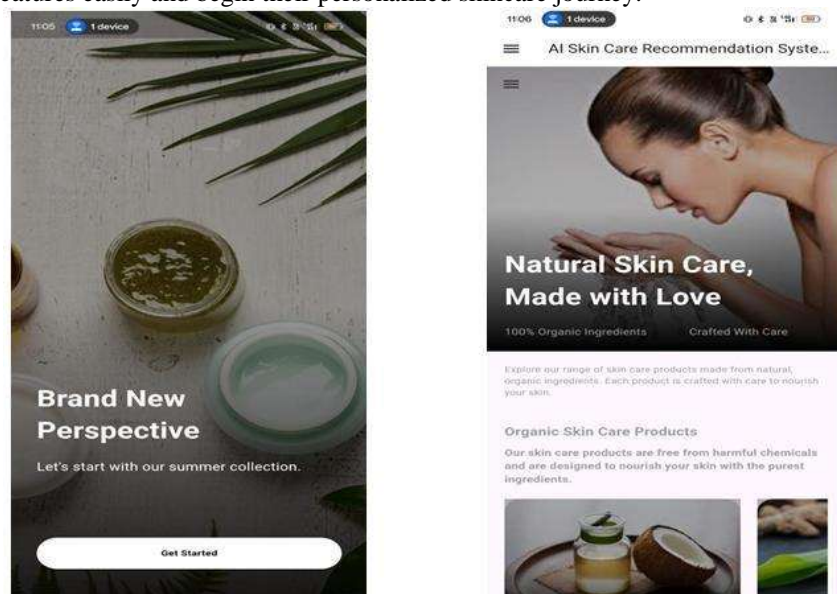 eatures easily and begin their personalized skincare journey.
11:05 1 device
Brand New
Perspective
Let's start with our summer collection.
Get Started
11:06 1 device
AI Skin Care Recommendation Syste...
Natural Skin Care,
Made with Love
100% Organic Ingredients Crafted With Care
Explore our range of skin care products made from natural,
organic ingredients. Each product is crafted with care to nourish
your skin.
Organic Skin Care Products
Our skin care products are free from harmful chemicals
and are designed to nourish your skin with the purest
ingredients.